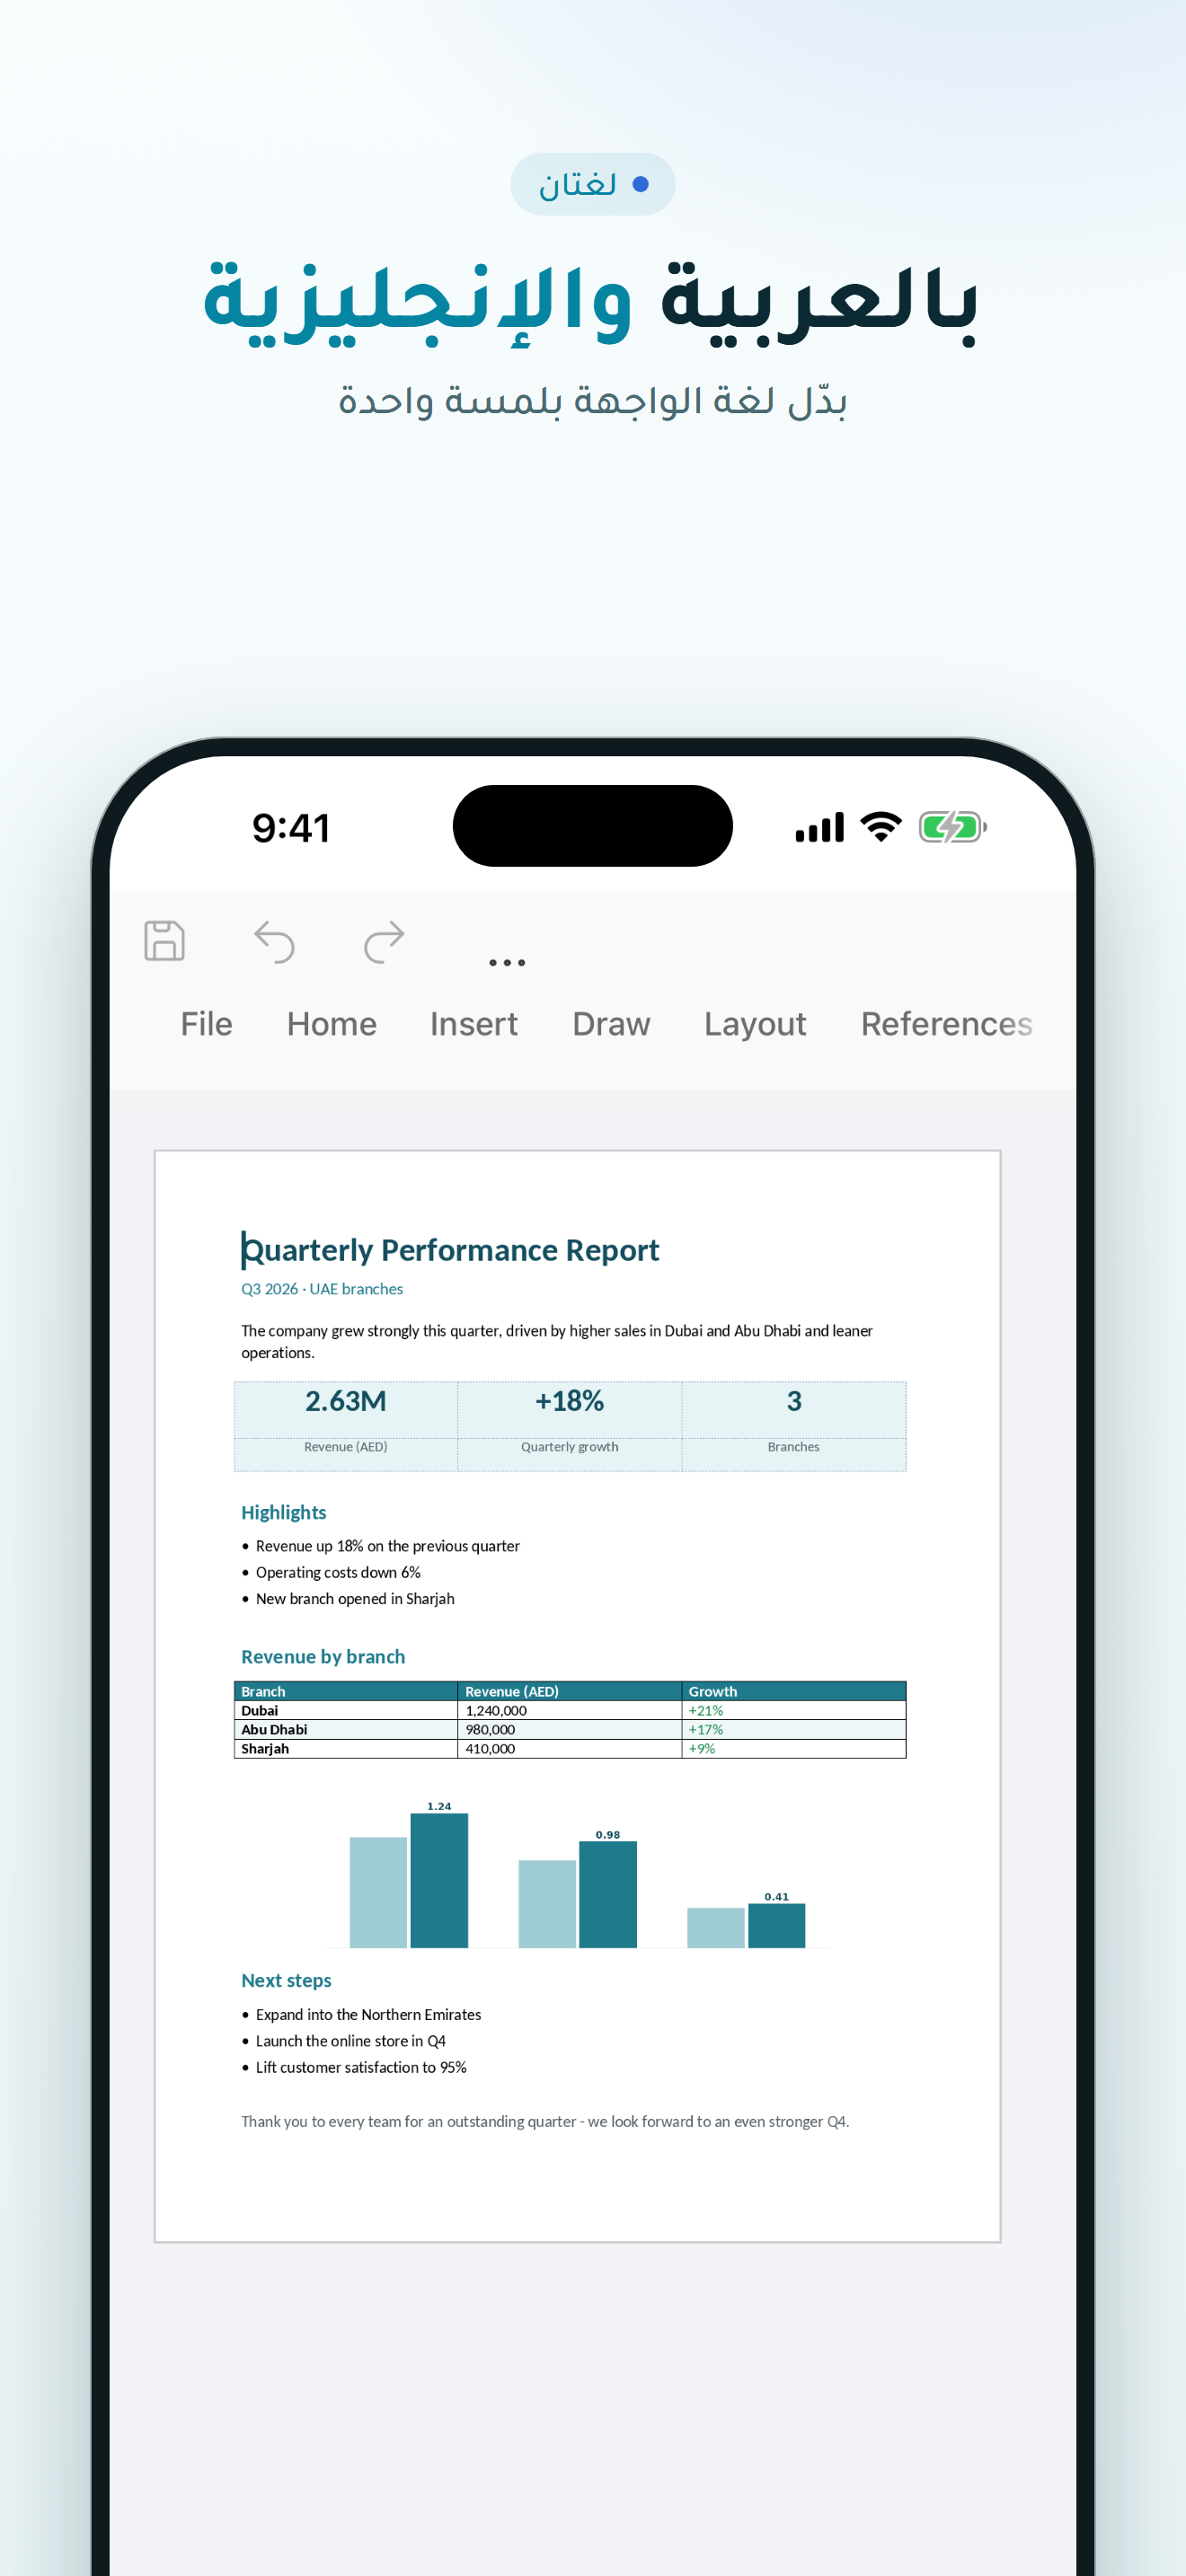 لغتان
بالعربية والإنجليزية
بدّل لغة الواجهة بلمسة واحدة
9:41
File Home Insert Draw Layout References
Quarterly Performance Report
Q3 2026 · UAE branches
The company grew strongly this quarter, driven by higher sales in Dubai and Abu Dhabi and leaner
operations.
2.63M +18% 3
Revenue (AED) Quarterly growth Branches
Highlights
• Revenue up 18% on the previous quarter
• Operating costs down 6%
• New branch opened in Sharjah
Revenue by branch
Branch Revenue (AED) Growth
Dubai 1,240,000 +21%
Abu Dhabi 980,000 +17%
Sharjah 410,000 +9%
1.24
0.98
0.41
Next steps
• Expand into the Northern Emirates
• Launch the online store in Q4
• Lift customer satisfaction to 95%
Thank you to every team for an outstanding quarter - we look forward to an even stronger Q4.